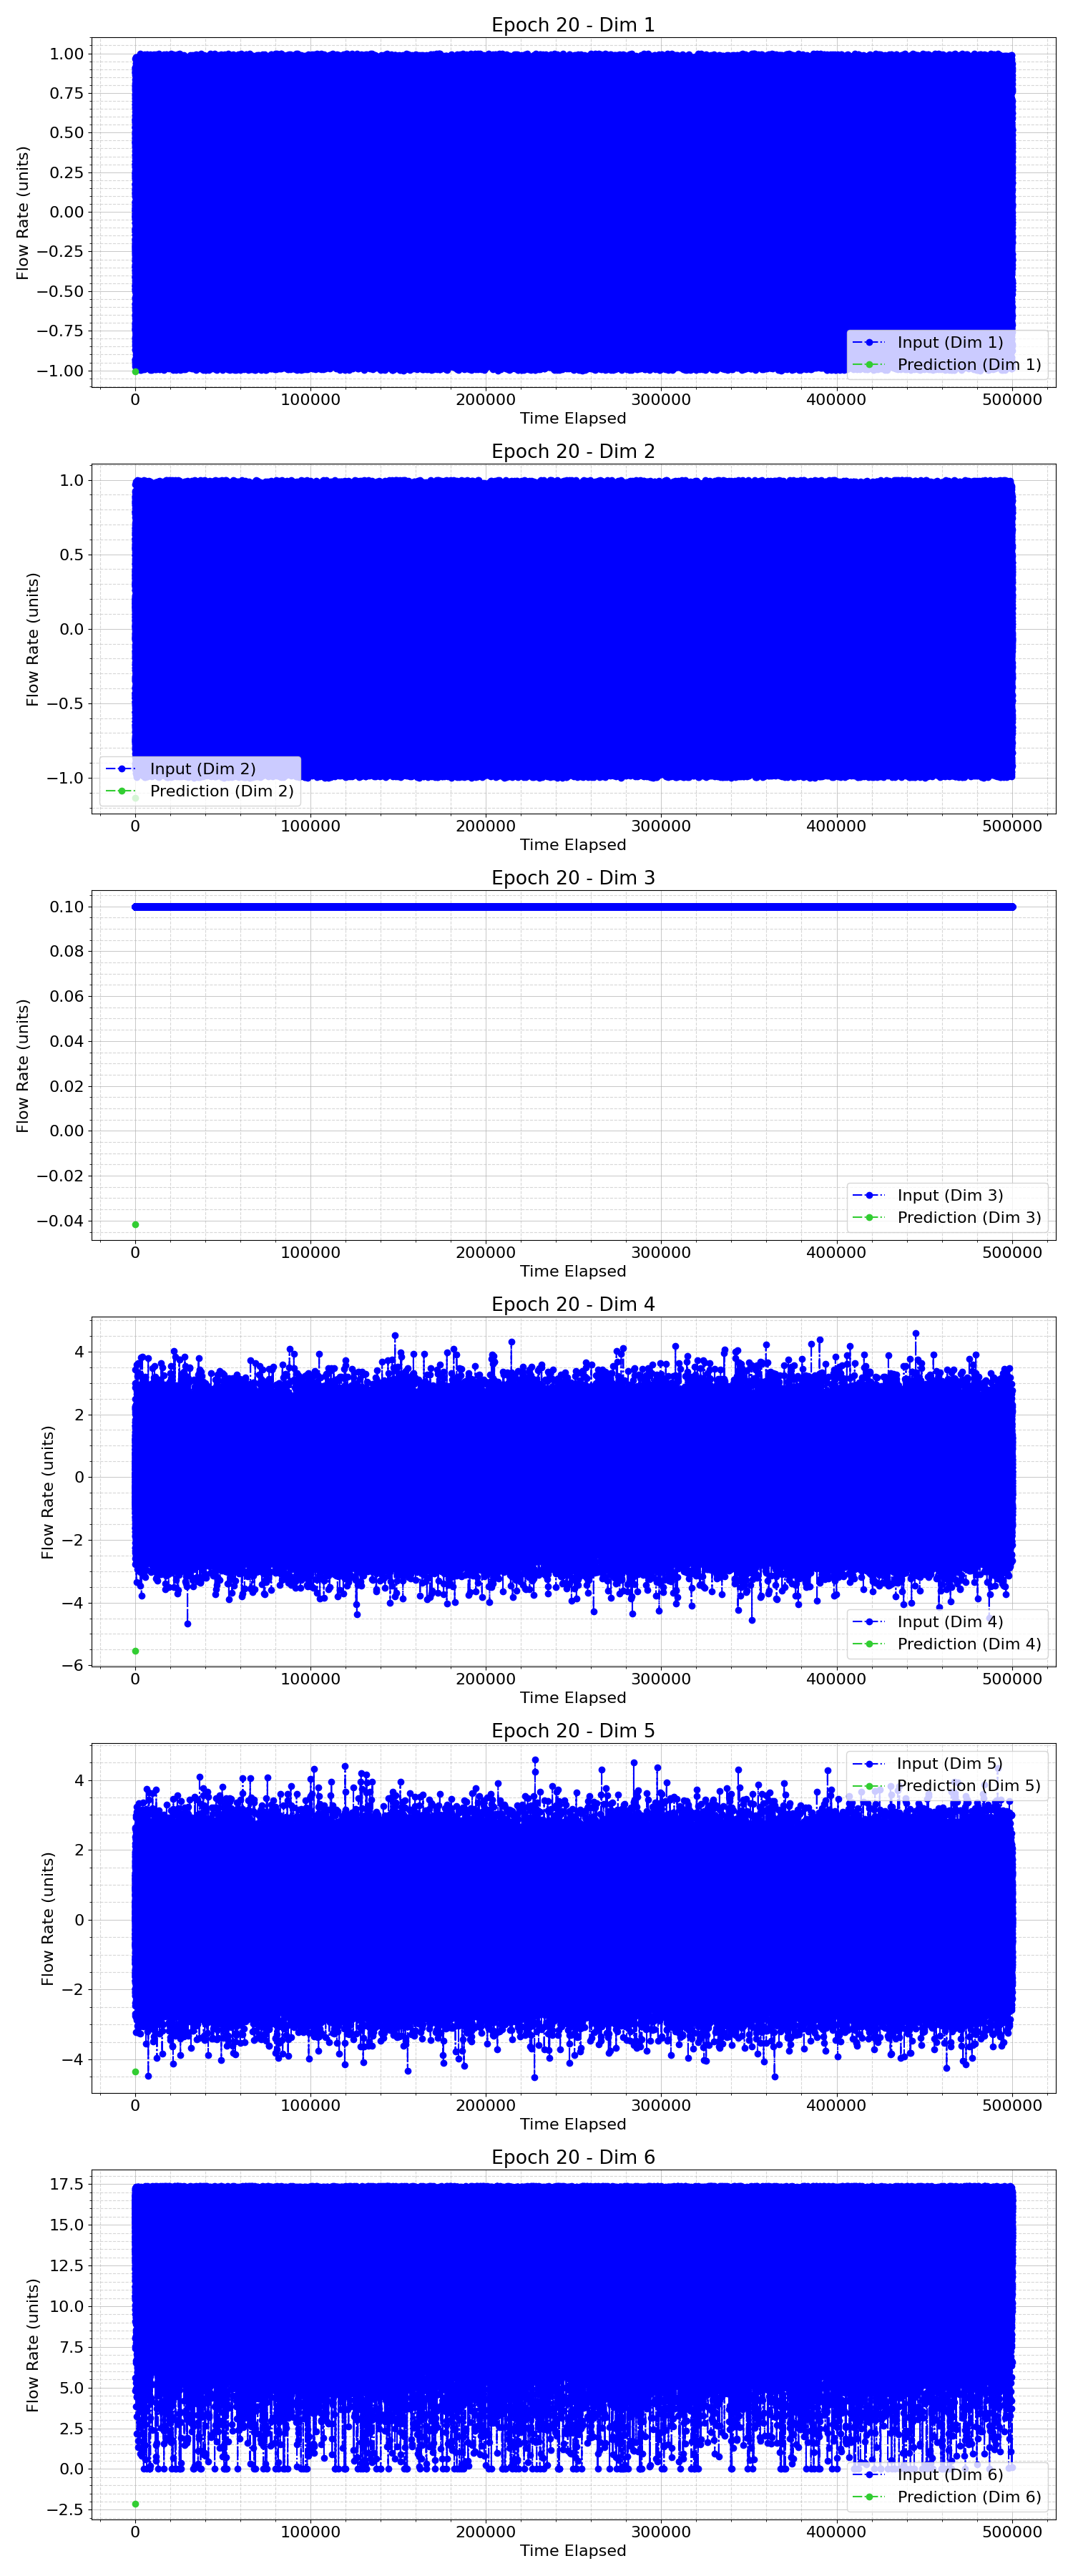 Epoch 20 - Dim 1
1.00
0.75
0.50
0.25
0.00
−0.25
−0.50
−0.75
−1.00
Flow Rate (units)
Input (Dim 1)
Prediction (Dim 1)
0 100000 200000 300000 400000 500000
Time Elapsed
Epoch 20 - Dim 2
1.0
0.5
0.0
−0.5
−1.0
Flow Rate (units)
Input (Dim 2)
Prediction (Dim 2)
0 100000 200000 300000 400000 500000
Time Elapsed
Epoch 20 - Dim 3
0.10
0.08
0.06
0.04
0.02
0.00
−0.02
−0.04
Flow Rate (units)
Input (Dim 3)
Prediction (Dim 3)
0 100000 200000 300000 400000 500000
Time Elapsed
Epoch 20 - Dim 4
4
2
0
−2
−4
−6
Flow Rate (units)
Input (Dim 4)
Prediction (Dim 4)
0 100000 200000 300000 400000 500000
Time Elapsed
Epoch 20 - Dim 5
4
2
0
−2
−4
Flow Rate (units)
Input (Dim 5)
Prediction (Dim 5)
0 100000 200000 300000 400000 500000
Time Elapsed
Epoch 20 - Dim 6
17.5
15.0
12.5
10.0
7.5
5.0
2.5
0.0
−2.5
Flow Rate (units)
Input (Dim 6)
Prediction (Dim 6)
0 100000 200000 300000 400000 500000
Time Elapsed